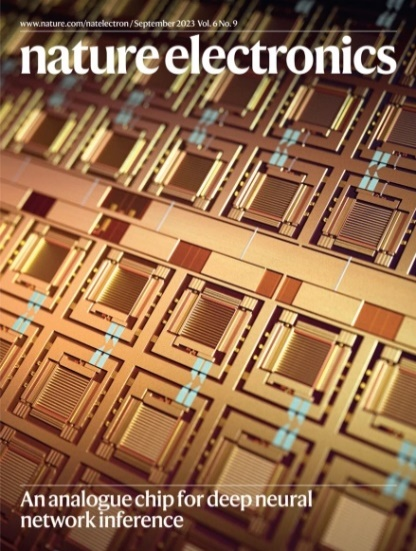 www.nature.com/natelectron / September 2023 Vol. 6 No. 9
nature electronics
An analogue chip for deep neural
network inference